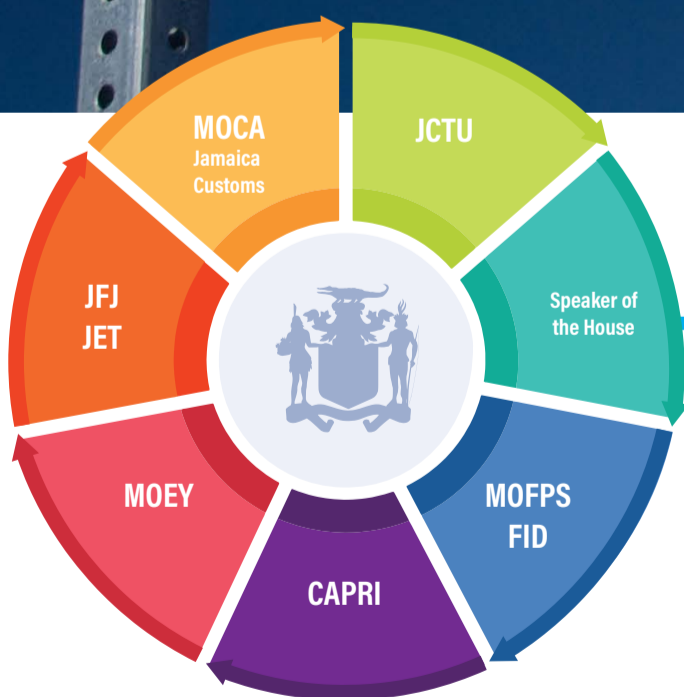 MOCA
Jamaica
Customs
JCTU
Speaker of
the House
MOFPS
FID
CAPRI
MOEY
JFJ
JET